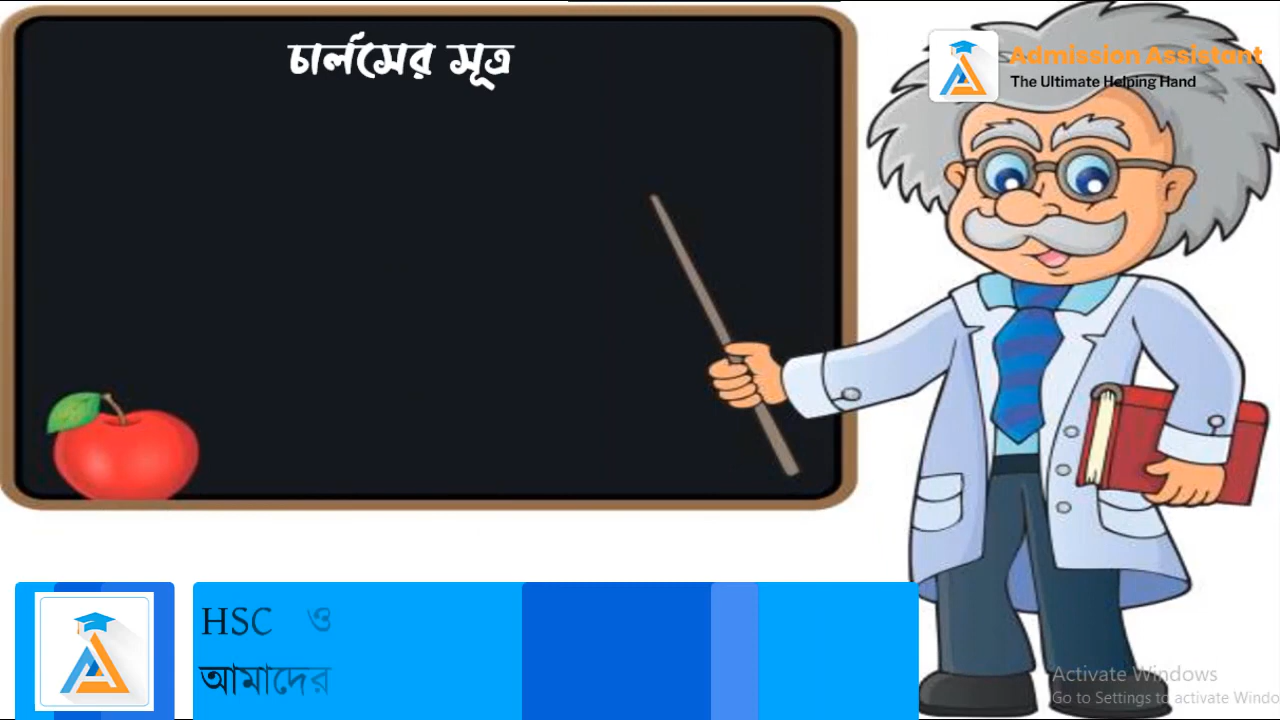 চার্লসের সূত্র
Admission Assistant
The Ultimate Helping Hand
HSC ও
আমাদের
Activate Windows
Go to Settings to activate Windo